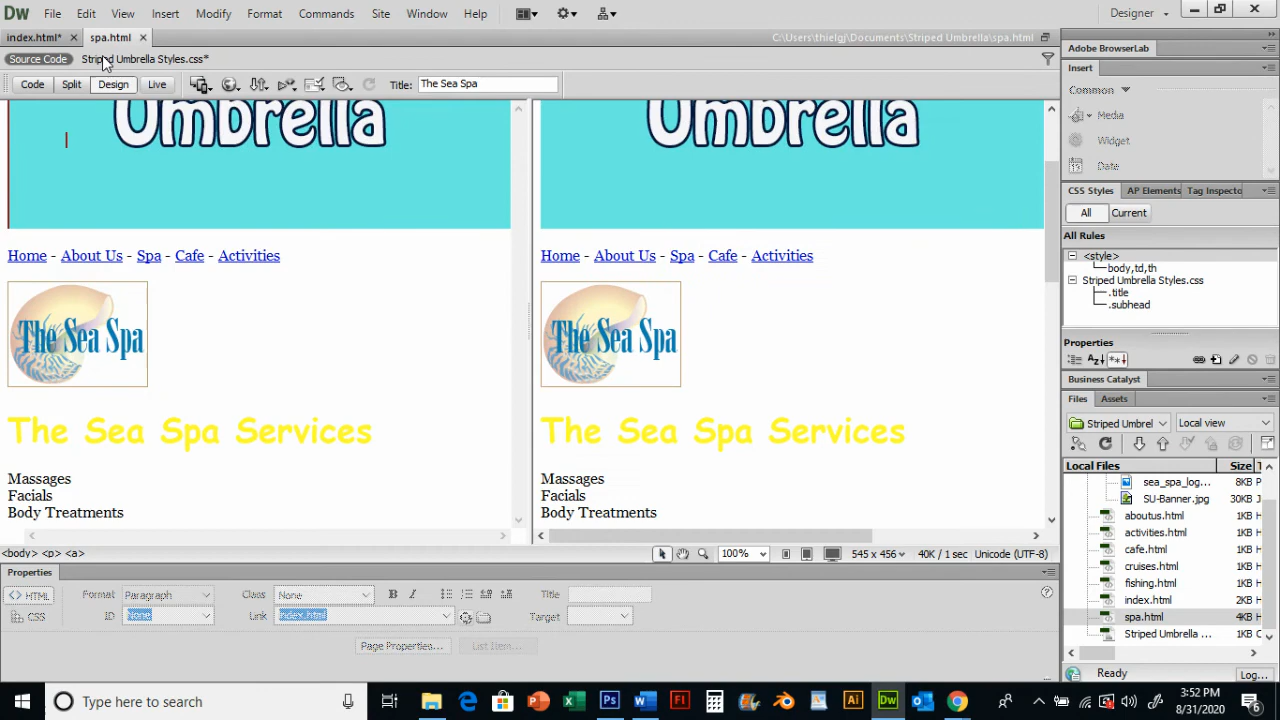 Dw File Edit View Insert Modify Format Commands Site Window Help Designer
index.html* spa.html C:\Users\thielgj\Documents\Striped Umbrella\spa.html
Source Code Striped Umbrella Styles.css*
Code Split Design Live Title: The Sea Spa
Umbrella
Home - About Us - Spa - Cafe - Activities
The Sea Spa
The Sea Spa Services
Massages
Facials
Body Treatments
Umbrella
Home - About Us - Spa - Cafe - Activities
The Sea Spa
The Sea Spa Services
Massages
Facials
Body Treatments
<body> <p> <a> 100% 545 x 456 40K / 1 sec Unicode (UTF-8)
Properties
HTML Format Paragraph Class None B I Title
CSS ID None Link index.html Target
Page Properties... List Item...
Adobe BrowserLab
Insert
Common
Media
Widget
Date
CSS Styles AP Elements Tag Inspecto
All Current
All Rules
<style>
body,td,th
Striped Umbrella Styles.css
.title
.subhead
Properties
Business Catalyst
Files Assets
Striped Umbrel Local view
Local Files Size T
sea_spa_log... 8KB P
SU-Banner.jpg 30KB J
aboutus.html 1KB H
activities.html 1KB H
cafe.html 1KB H
cruises.html 1KB H
fishing.html 1KB H
index.html 2KB H
spa.html 4KB H
Striped Umbrella ... 1KB C
Ready Log...
Type here to search
Ps W Fl Ai Dw
3:52 PM
8/31/2020
6